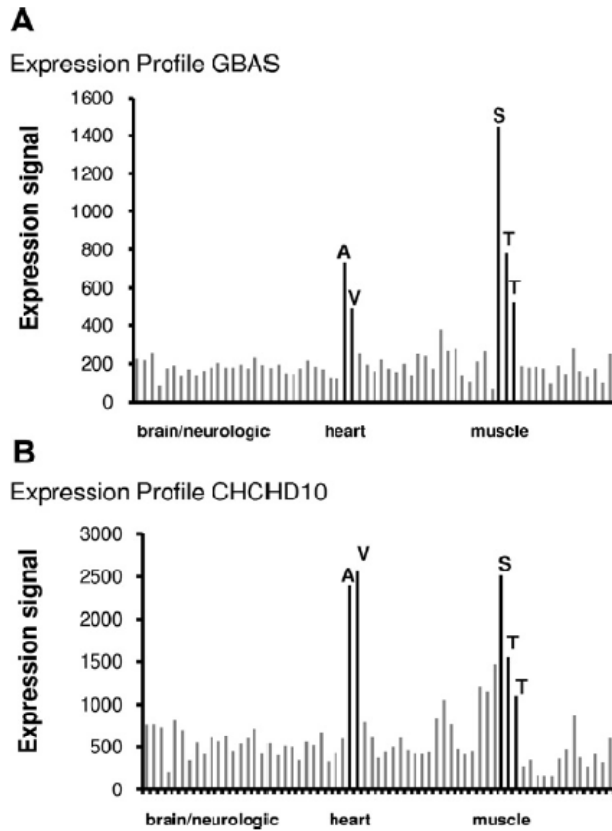 A
Expression Profile GBAS
Expression signal
1600
1400
1200
1000
800
600
400
200
0
A
V
S
T
T
brain/neurologic heart muscle
B
Expression Profile CHCHD10
Expression signal
3000
2500
2000
1500
1000
500
0
A
V
S
T
T
brain/neurologic heart muscle